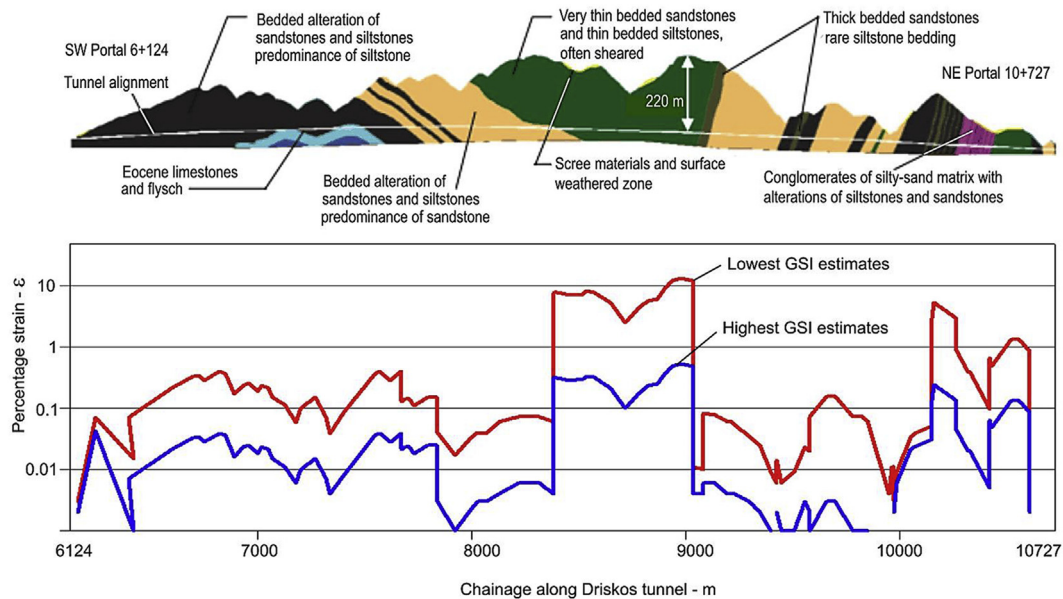 Bedded alteration of
sandstones and siltstones
predominance of siltstone
Very thin bedded sandstones
and thin bedded siltstones,
often sheared
Thick bedded sandstones
rare siltstone bedding
SW Portal 6+124
NE Portal 10+727
Tunnel alignment
220 m
Eocene limestones
and flysch
Bedded alteration of
sandstones and siltstones
predominance of sandstone
Scree materials and surface
weathered zone
Conglomerates of silty-sand matrix with
alterations of siltstones and sandstones
Percentage strain - ε
10
1
0.1
0.01
Lowest GSI estimates
Highest GSI estimates
6124
7000
8000
9000
10000
10727
Chainage along Driskos tunnel - m